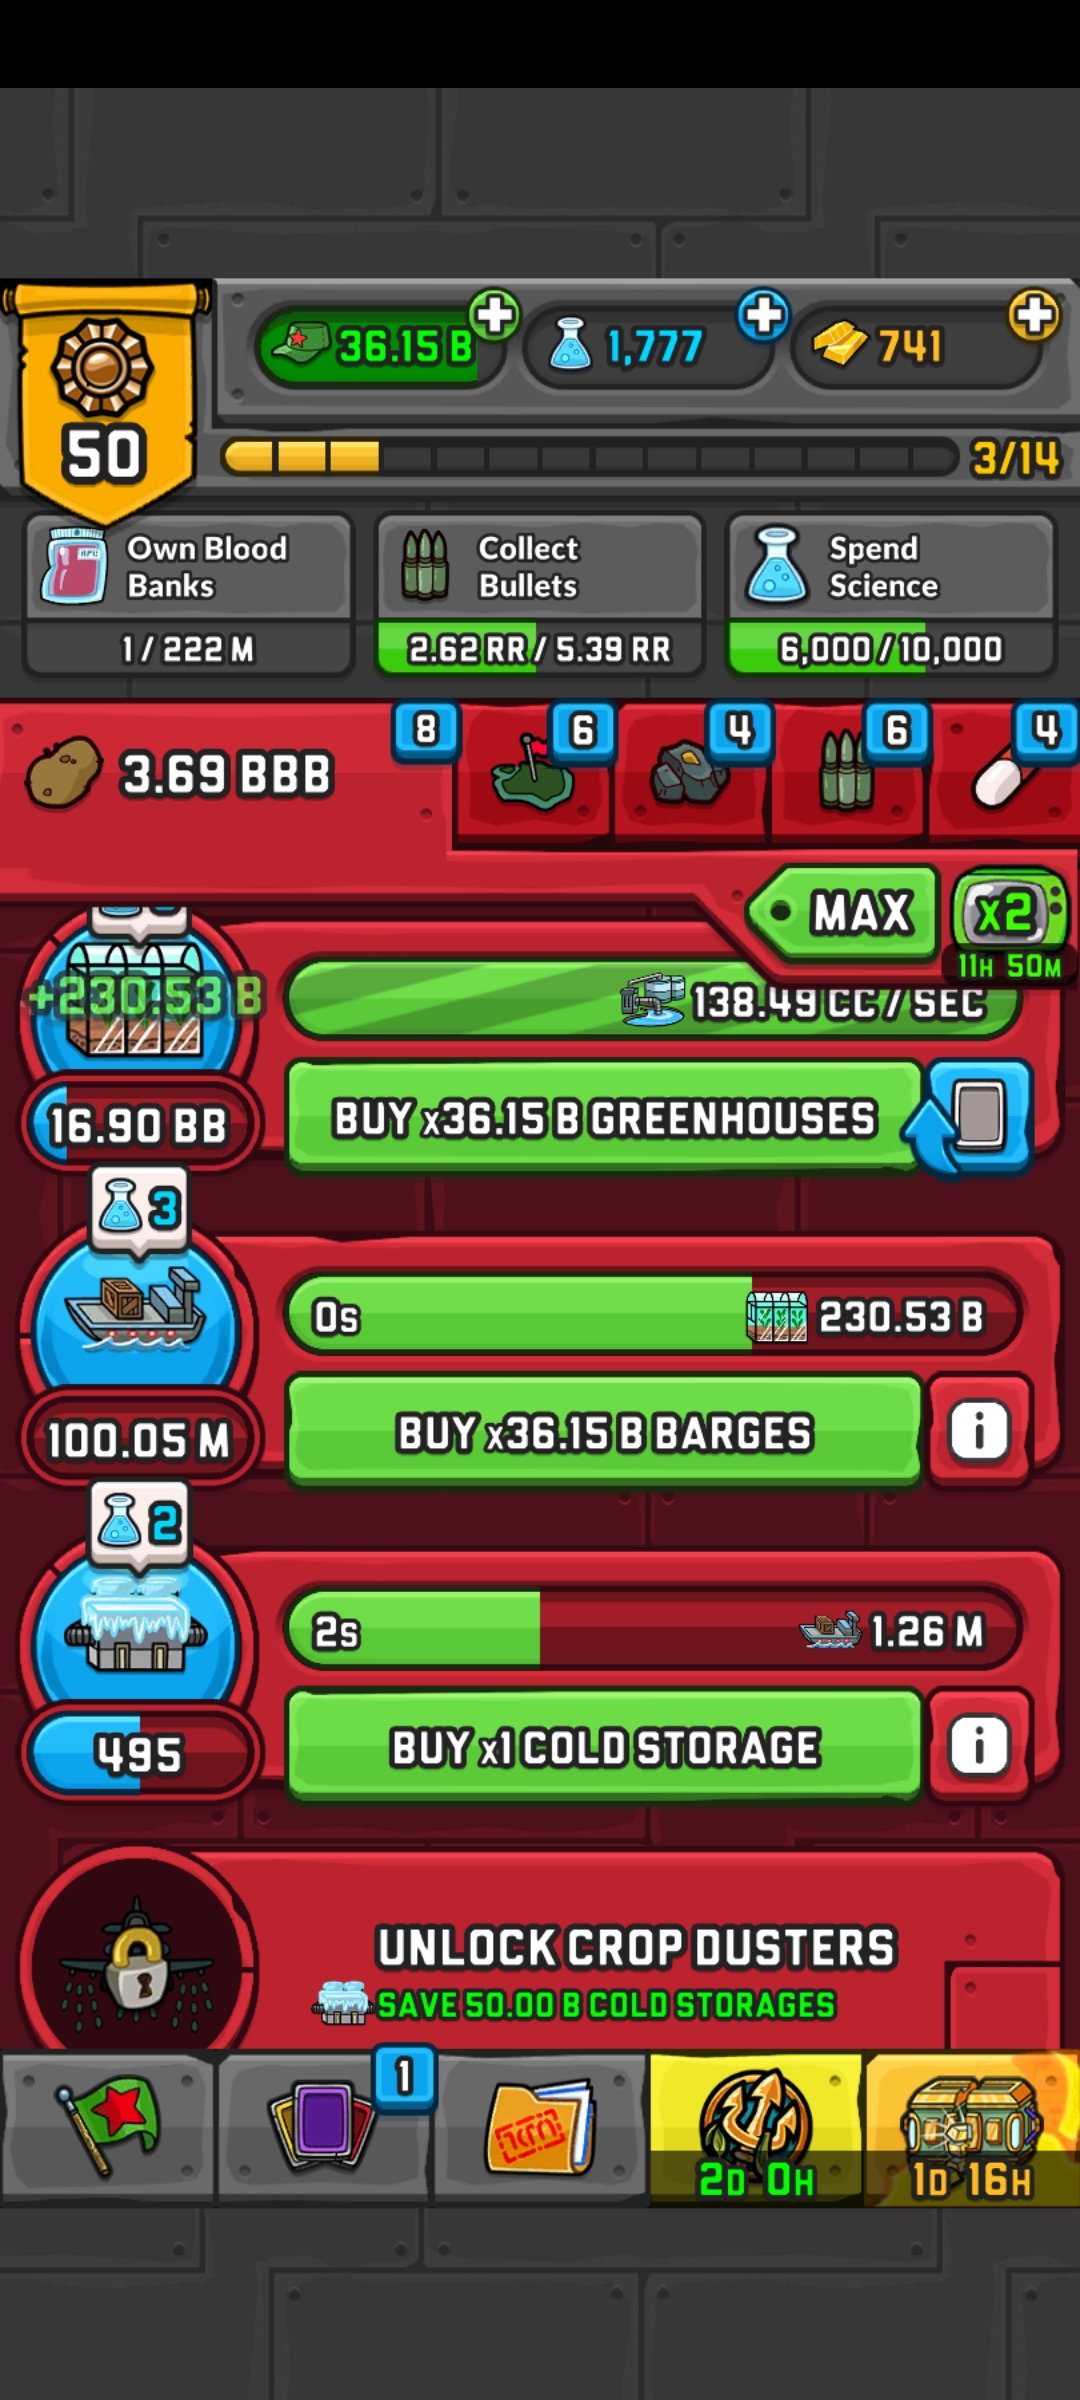 36.15 B
1,777
741
50
3/14
Own Blood
Banks
1 / 222 M
Collect
Bullets
2.62 RR / 5.39 RR
Spend
Science
6,000 / 10,000
3.69 BBB
8
6
4
6
4
MAX
x2
11H 50M
+230.53 B
138.49 CC / SEC
16.90 BB
BUY x36.15 B GREENHOUSES
3
0s
230.53 B
100.05 M
BUY x36.15 B BARGES
i
2
2s
1.26 M
495
BUY x1 COLD STORAGE
i
UNLOCK CROP DUSTERS
SAVE 50.00 B COLD STORAGES
1
2D 0H
1D 16H